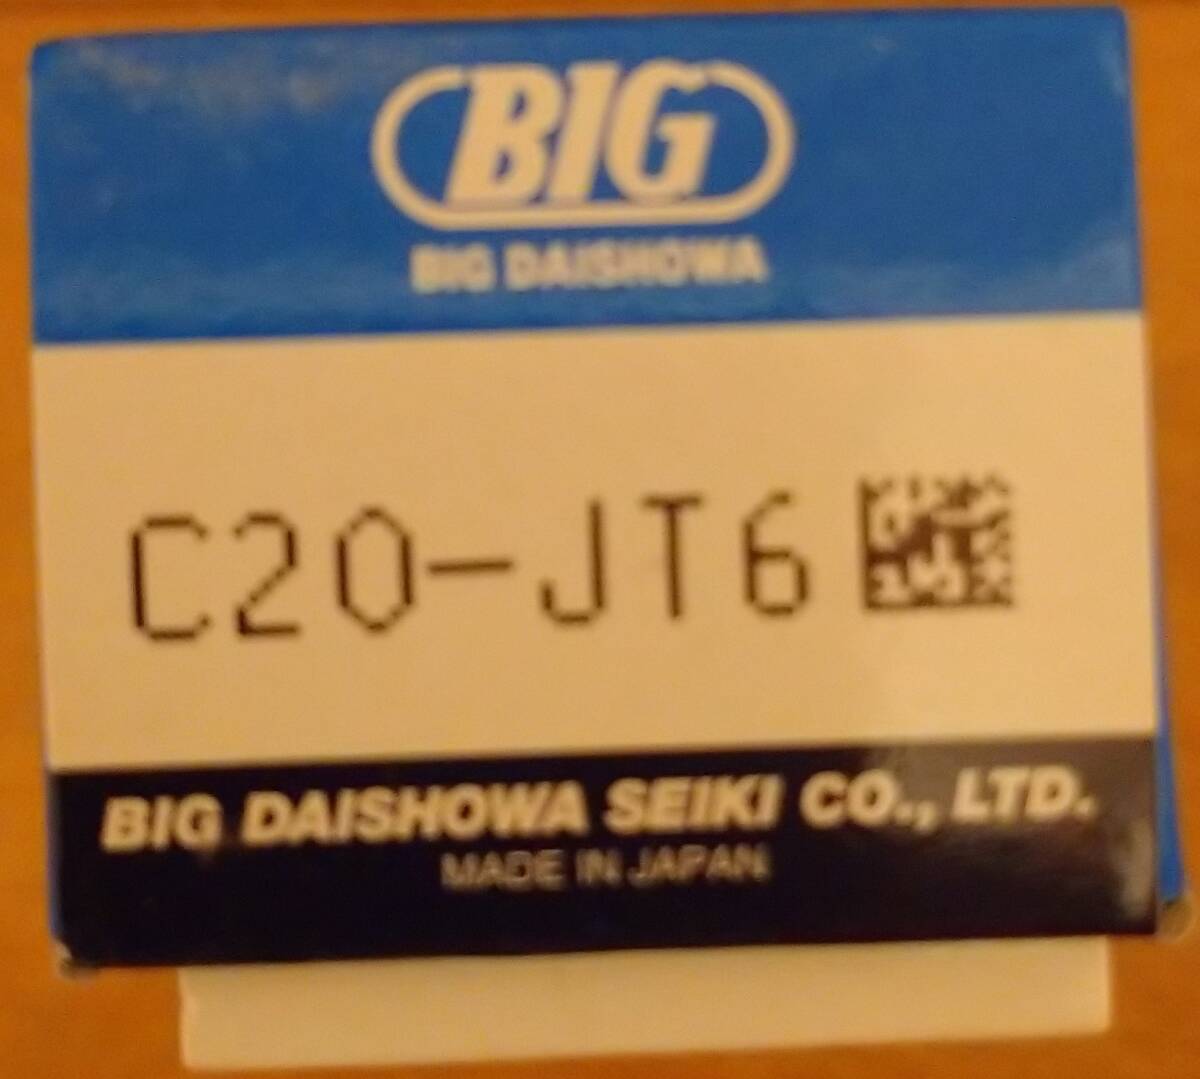 BIG
BIG DAISHOWA
C20-JT6
BIG DAISHOWA SEIKI CO., LTD.
MADE IN JAPAN